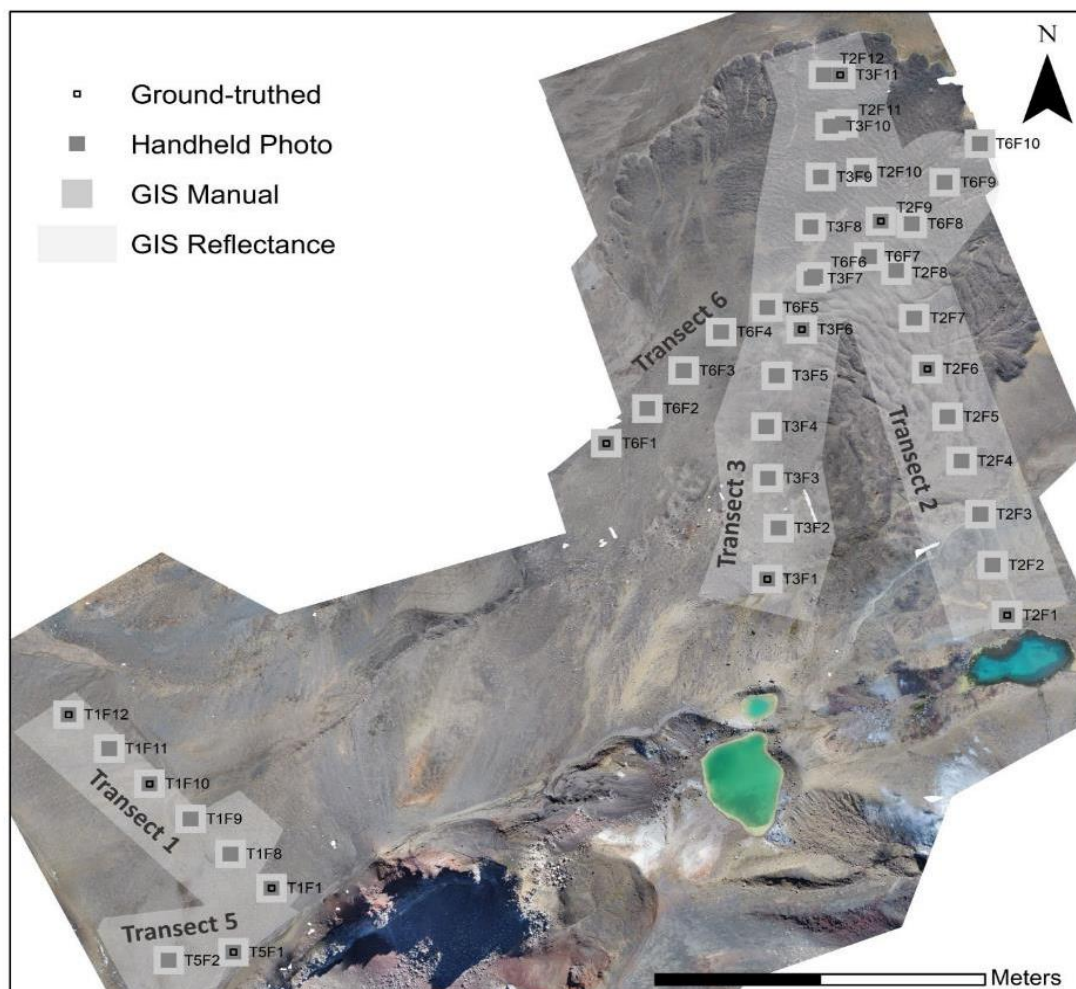 N
Ground-truthed
Handheld Photo
GIS Manual
GIS Reflectance
T2F12
T3F11
T2F11
T3F10
T6F10
T3F9
T2F10
T6F9
T2F9
T3F8
T6F8
T6F6
T6F7
T3F7
T2F8
Transect 6
T6F5
T2F7
T6F4
T3F6
T6F3
T3F5
T2F6
T6F2
T2F5
T3F4
Transect 2
T6F1
T2F4
T3F3
Transect 3
T2F3
T3F2
T2F2
T3F1
T2F1
T1F12
T1F11
T1F10
Transect 1
T1F9
T1F8
T1F1
Transect 5
T5F1
T5F2
Meters